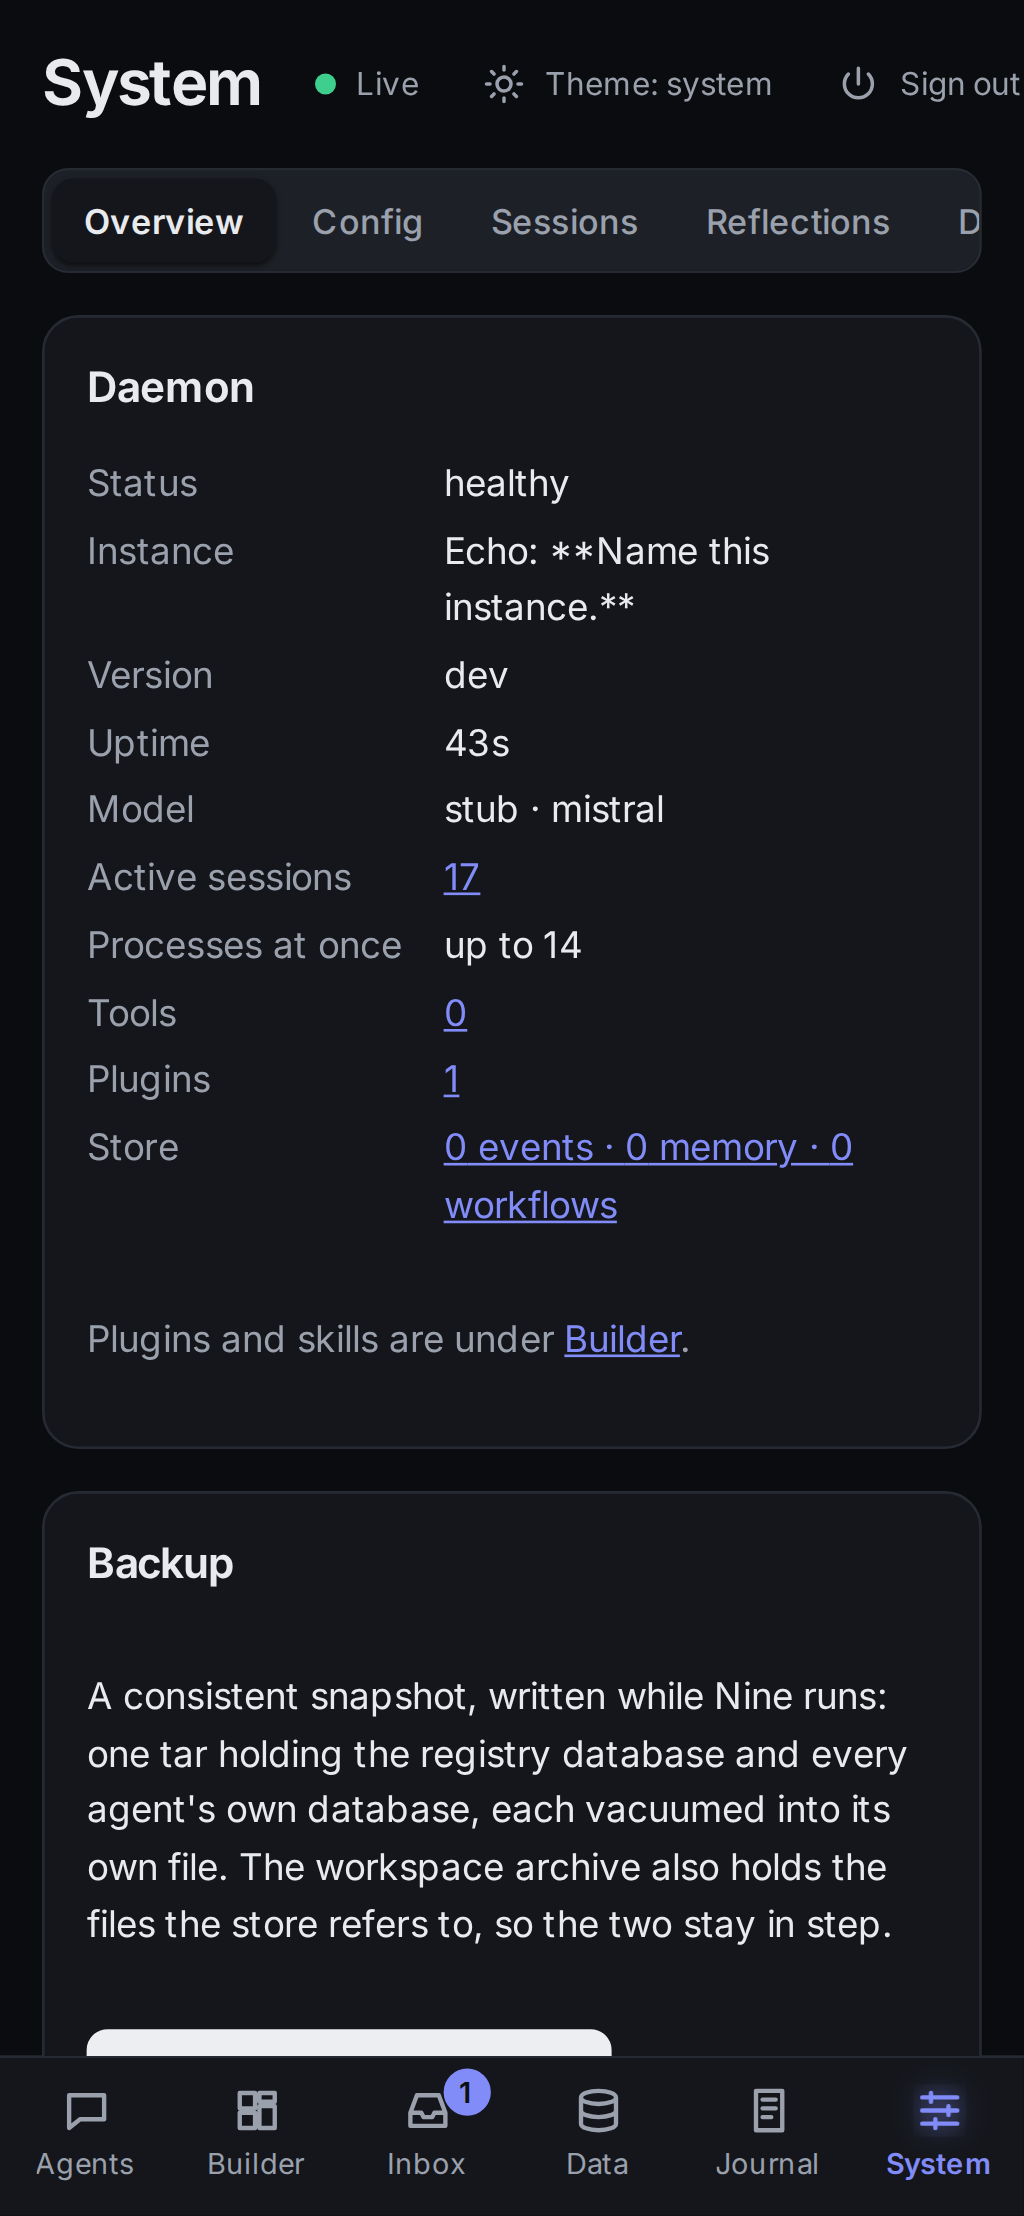 System Live Theme: system Sign out
Overview Config Sessions Reflections D
Daemon
Status healthy
Instance Echo: **Name this
instance.**
Version dev
Uptime 43s
Model stub · mistral
Active sessions 17
Processes at once up to 14
Tools 0
Plugins 1
Store 0 events · 0 memory · 0
workflows
Plugins and skills are under Builder.
Backup
A consistent snapshot, written while Nine runs:
one tar holding the registry database and every
agent's own database, each vacuumed into its
own file. The workspace archive also holds the
files the store refers to, so the two stay in step.
1
Agents Builder Inbox Data Journal System